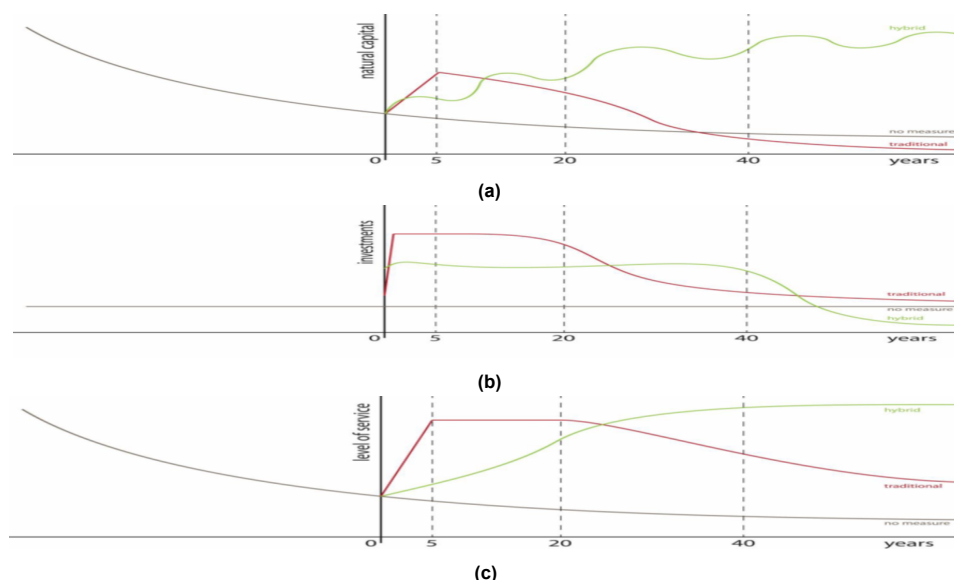 natural capital
hybrid
no measure
traditional
0 5 20 40 years
(a)
investments
traditional
no measure
hybrid
0 5 20 40 years
(b)
level of service
hybrid
traditional
no measure
0 5 20 40 years
(c)